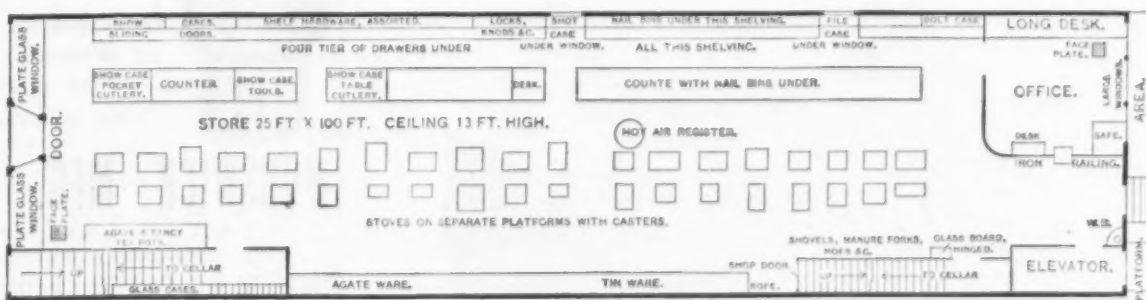 SHOW CASES. SHELF HARDWARE, ASSORTED. LOCKS, SHOT NAIL BINS UNDER THIS SHELVING. FILE BOLT CASE LONG DESK.
SLIDING DOORS. KNOBS &C. CASE CASE
FOUR TIER OF DRAWERS UNDER UNDER WINDOW. ALL THIS SHELVING. UNDER WINDOW.
FACE
PLATE.
PLATE GLASS
WINDOW.
SHOW CASE
POCKET
CUTLERY.
COUNTER.
SHOW CASE
TOOLS.
SHOW CASE
TABLE
CUTLERY.
DESK.
COUNTE WITH NAIL BINS UNDER.
OFFICE.
LARGE
WINDOWS.
AREA.
STORE 25 FT X 100 FT. CEILING 13 FT. HIGH.
HOT AIR REGISTER.
DOOR.
DESK
SAFE.
IRON RAILING.
PLATE GLASS
WINDOW.
FACE
PLATE.
STOVES ON SEPARATE PLATFORMS WITH CASTERS.
AGATE & FANCY
TEA POTS.
W.C.
SHOVELS, MANURE FORKS,
HOES &C.
GLASS BOARD,
HINGED.
UP
TO CELLAR
GLASS CASES.
AGATE WARE.
TIN WARE.
SHOP DOOR
ROPE.
UP
TO CELLAR
ELEVATOR.
PLATFORM.